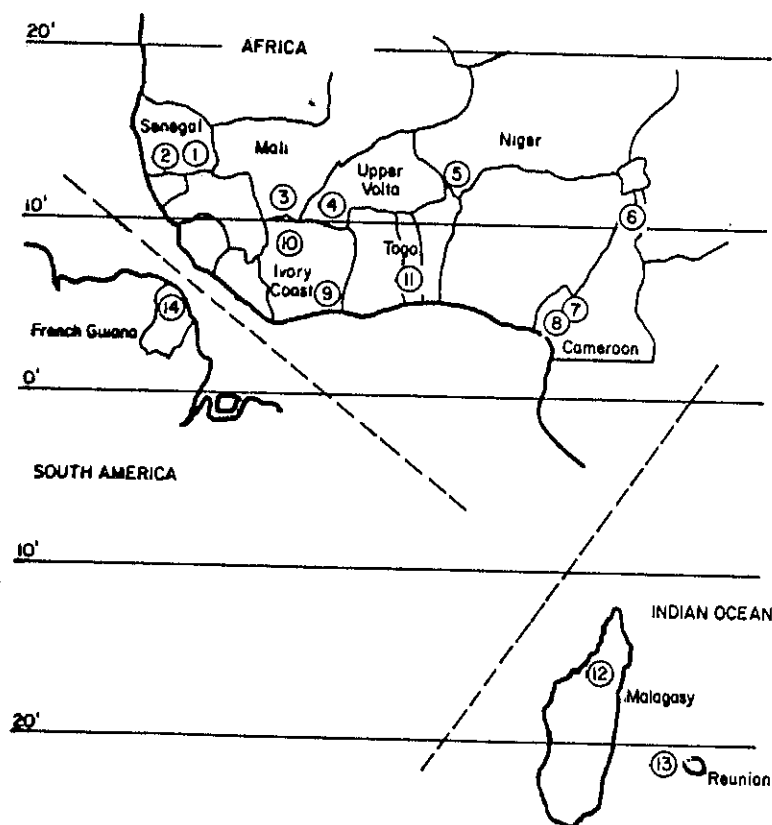 20'
AFRICA
Senegal
2
1
Mali
Niger
3
Upper
Volta
4
5
10'
6
10
Togo
Ivory
Coast
9
11
14
French Guiana
7
8
Cameroon
0'
SOUTH AMERICA
10'
INDIAN OCEAN
12
Malagasy
20'
13
Reunion